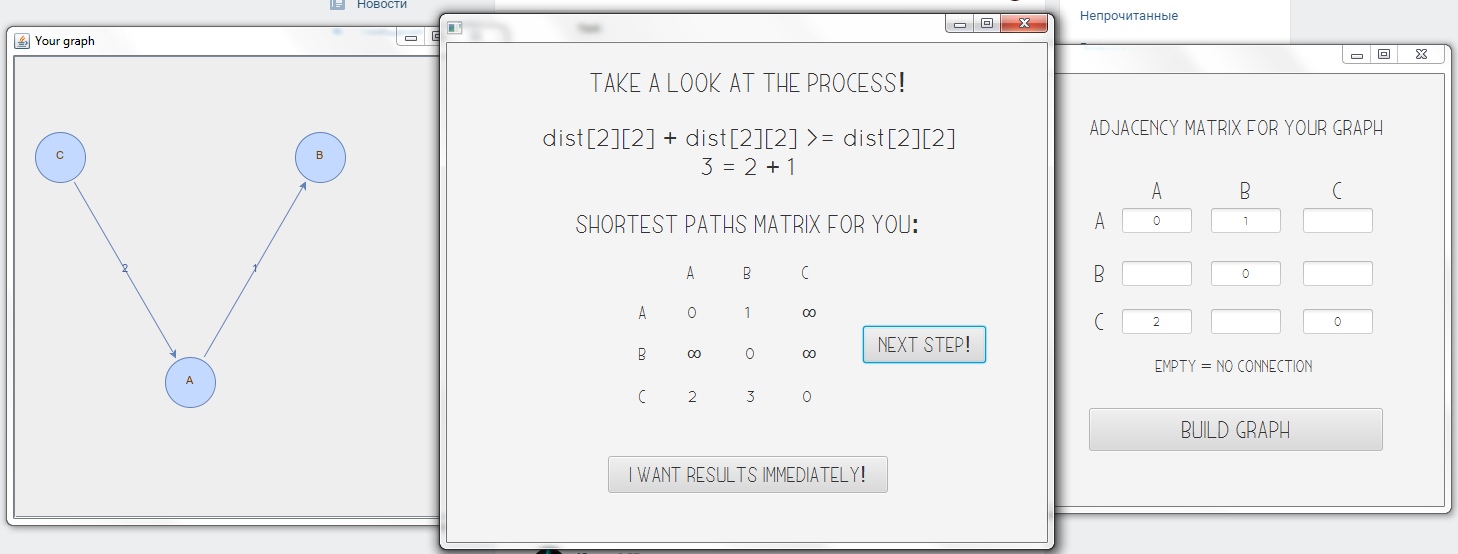 Новости
Непрочитанные
Your graph
C
B
2
1
A
TAKE A LOOK AT THE PROCESS!
dist[2][2] + dist[2][2] >= dist[2][2]
3 = 2 + 1
SHORTEST PATHS MATRIX FOR YOU:
A B C
A 0 1 ∞
B ∞ 0 ∞
C 2 3 0
NEXT STEP!
I WANT RESULTS IMMEDIATELY!
ADJACENCY MATRIX FOR YOUR GRAPH
A B C
A 0 1
B 0
C 2 0
EMPTY = NO CONNECTION
BUILD GRAPH